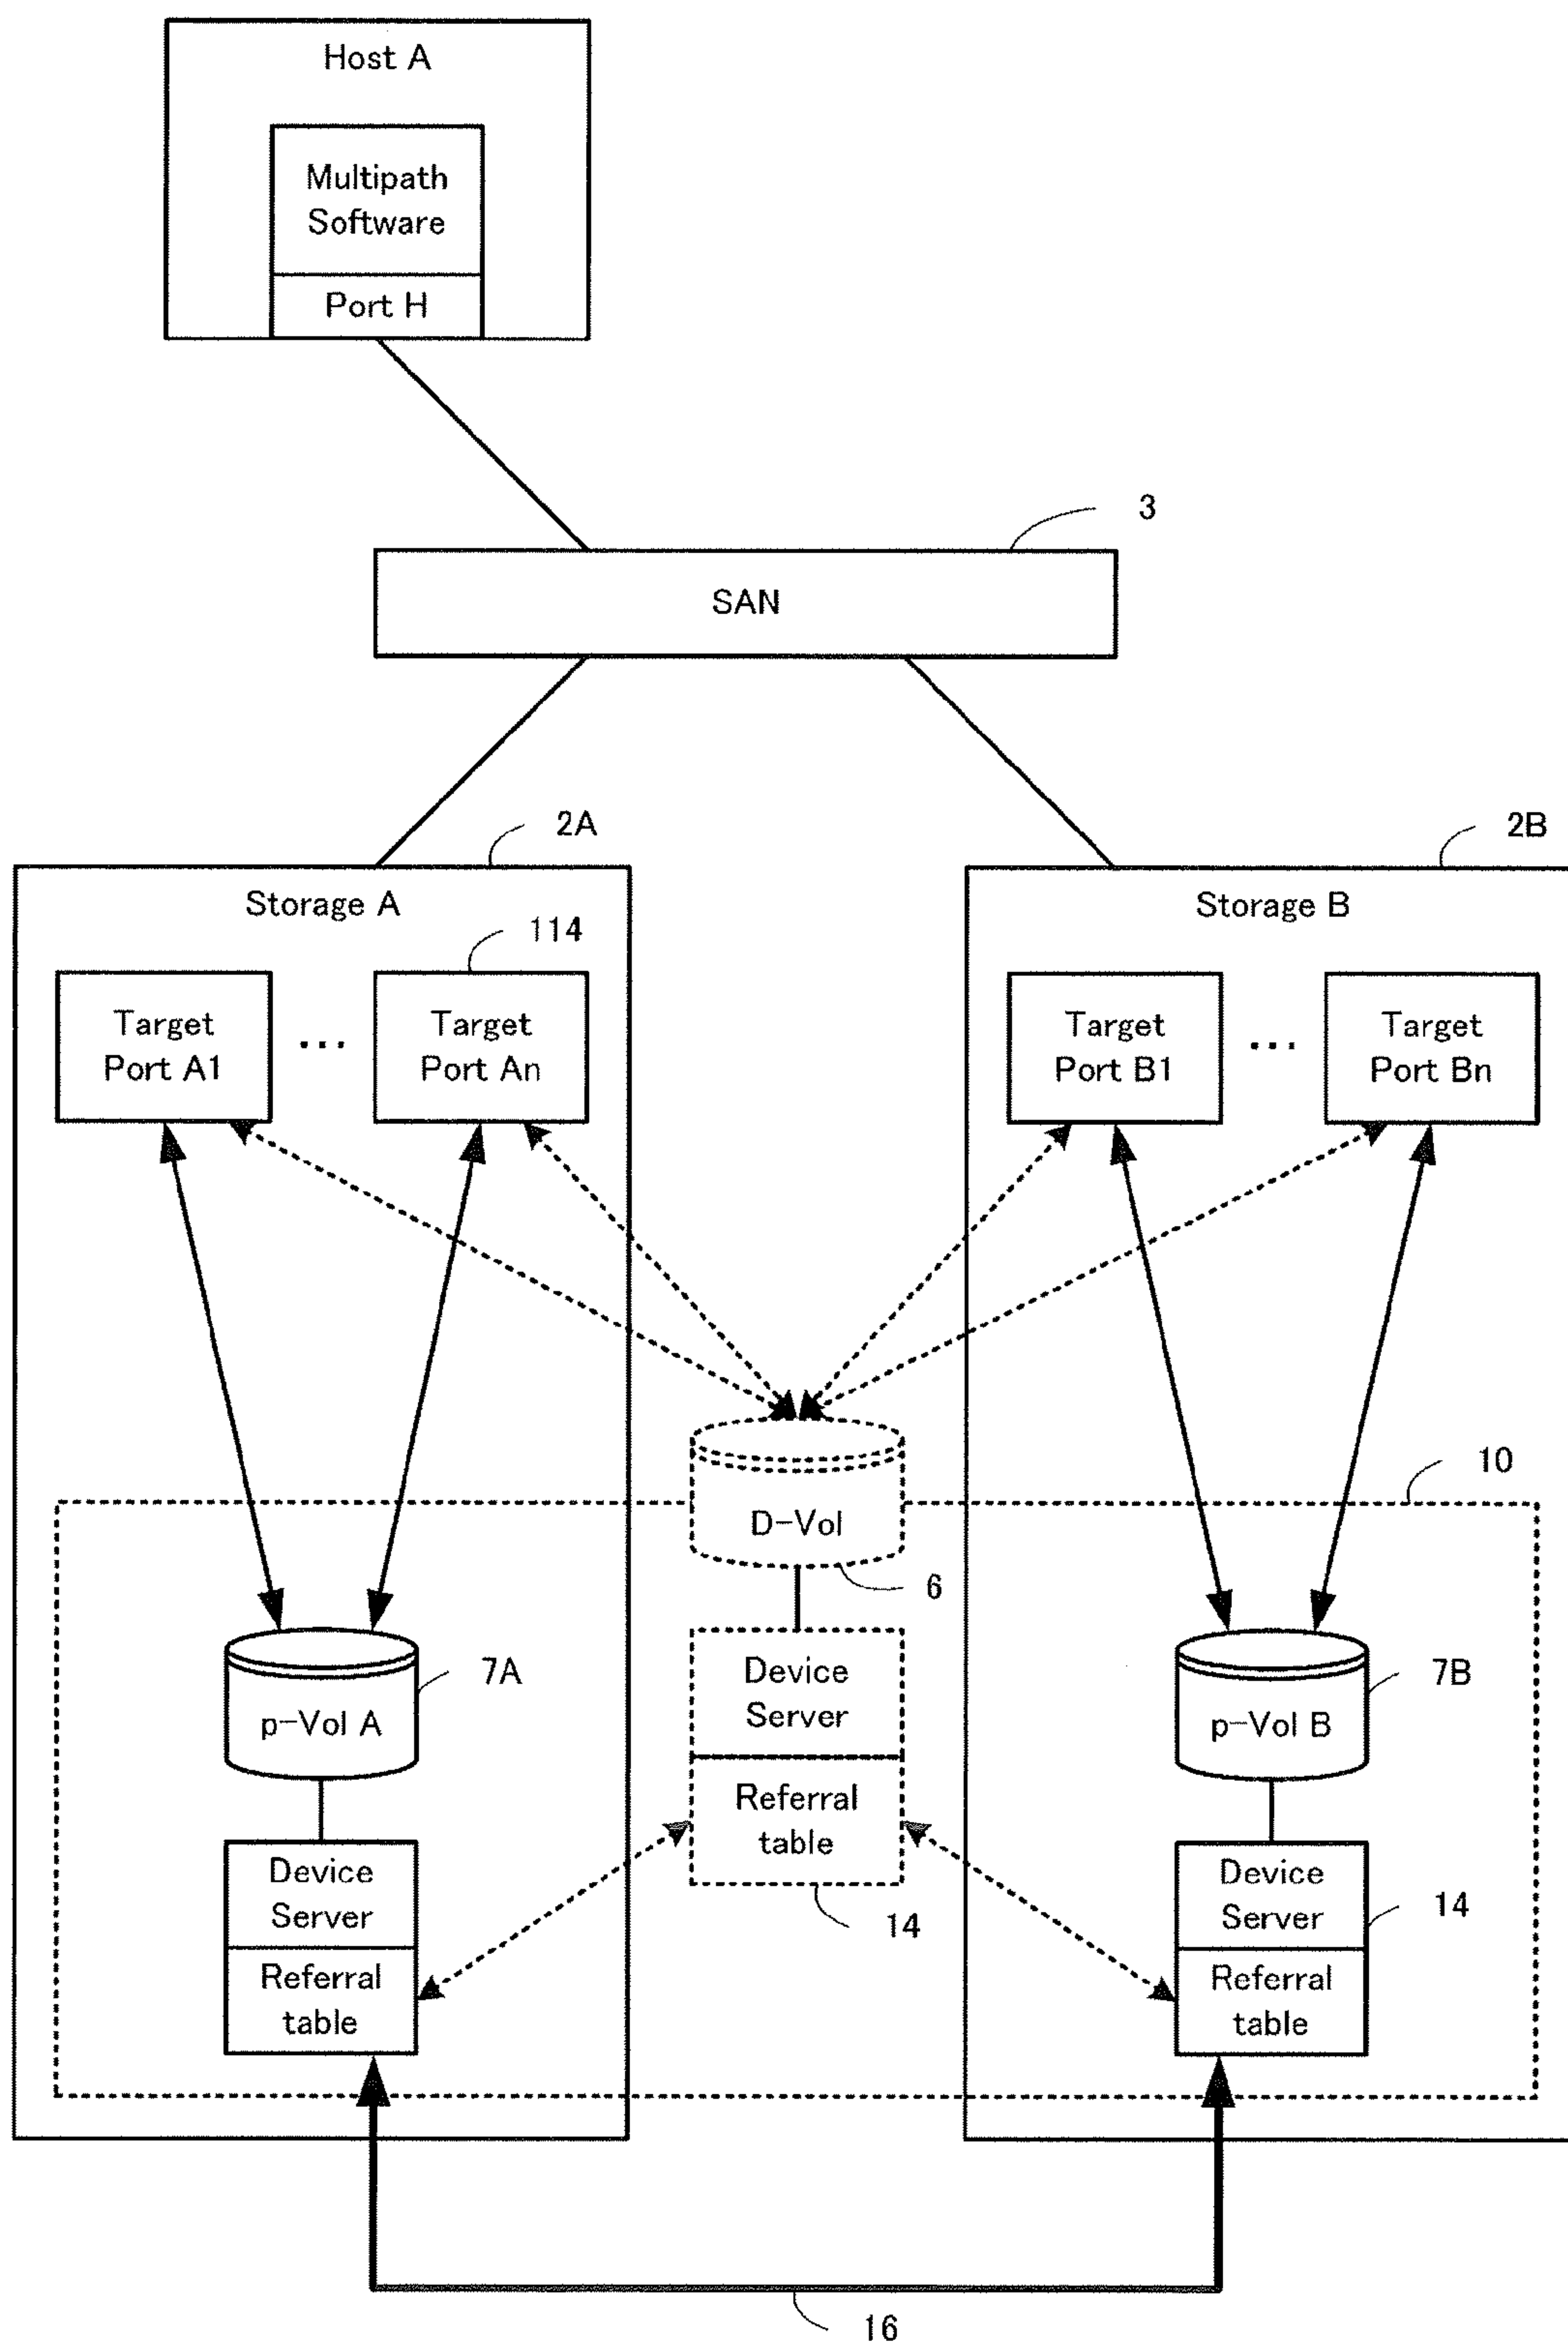 Host A
Multipath
Software
Port H
3
SAN
2A
2B
Storage A
Storage B
114
Target
Port A1
...
Target
Port An
Target
Port B1
...
Target
Port Bn
10
D-Vol
6
p-Vol A
7A
Device
Server
Referral
table
14
p-Vol B
7B
Device
Server
Referral
table
Device
Server
Referral
table
14
16